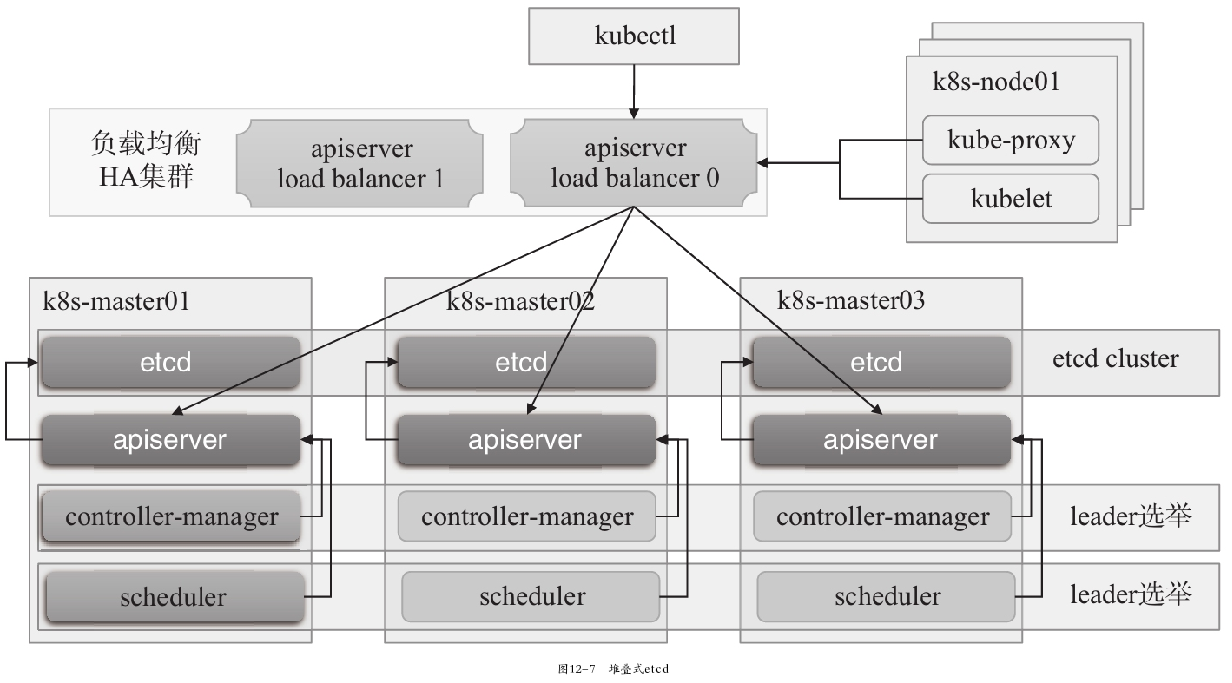 kubectl
k8s-node01
kube-proxy
kubelet
负载均衡
HA集群
apiserver
load balancer 1
apiserver
load balancer 0
k8s-master01
k8s-master02
k8s-master03
etcd
etcd
etcd
etcd cluster
apiserver
apiserver
apiserver
controller-manager
controller-manager
controller-manager
leader选举
scheduler
scheduler
scheduler
leader选举
图12-7 堆叠式etcd